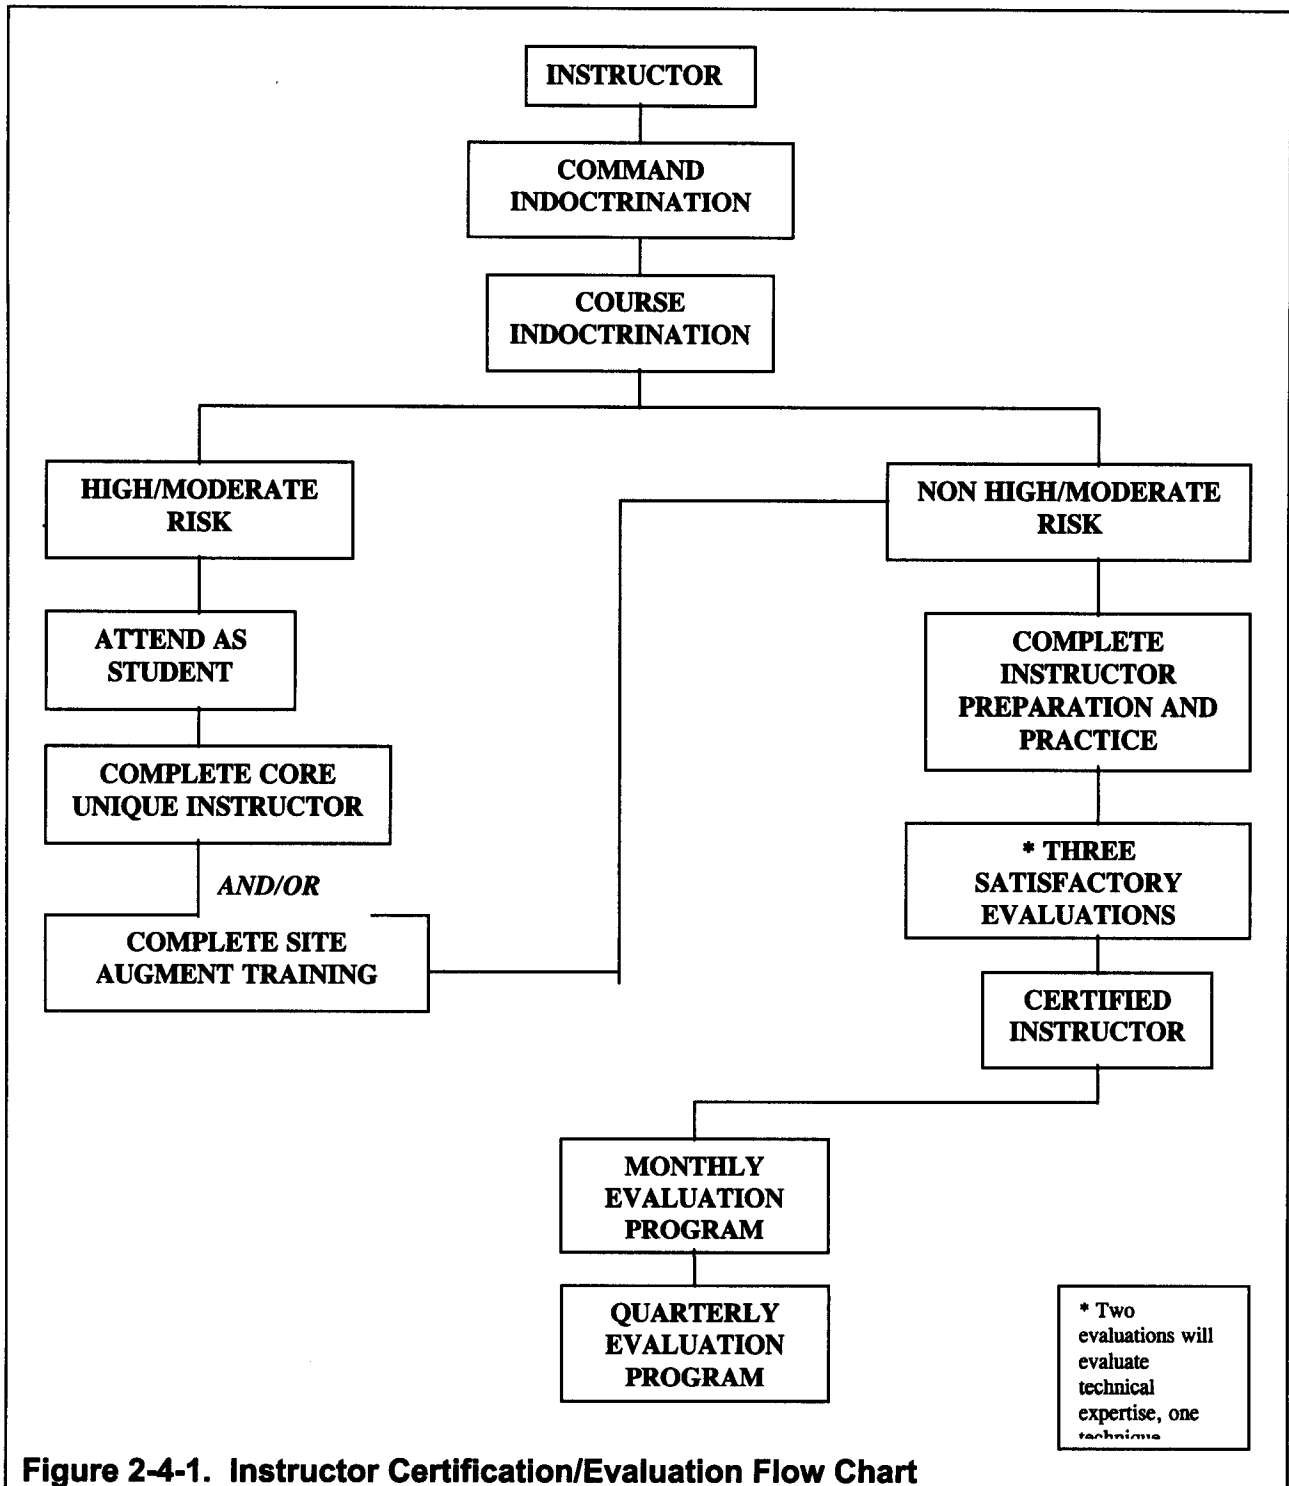 INSTRUCTOR
COMMAND
INDOCTRINATION
COURSE
INDOCTRINATION
HIGH/MODERATE
RISK
NON HIGH/MODERATE
RISK
ATTEND AS
STUDENT
COMPLETE
INSTRUCTOR
PREPARATION AND
PRACTICE
COMPLETE CORE
UNIQUE INSTRUCTOR
* THREE
SATISFACTORY
EVALUATIONS
AND/OR
COMPLETE SITE
AUGMENT TRAINING
CERTIFIED
INSTRUCTOR
MONTHLY
EVALUATION
PROGRAM
QUARTERLY
EVALUATION
PROGRAM
* Two
evaluations will
evaluate
technical
expertise, one
technique
Figure 2-4-1. Instructor Certification/Evaluation Flow Chart